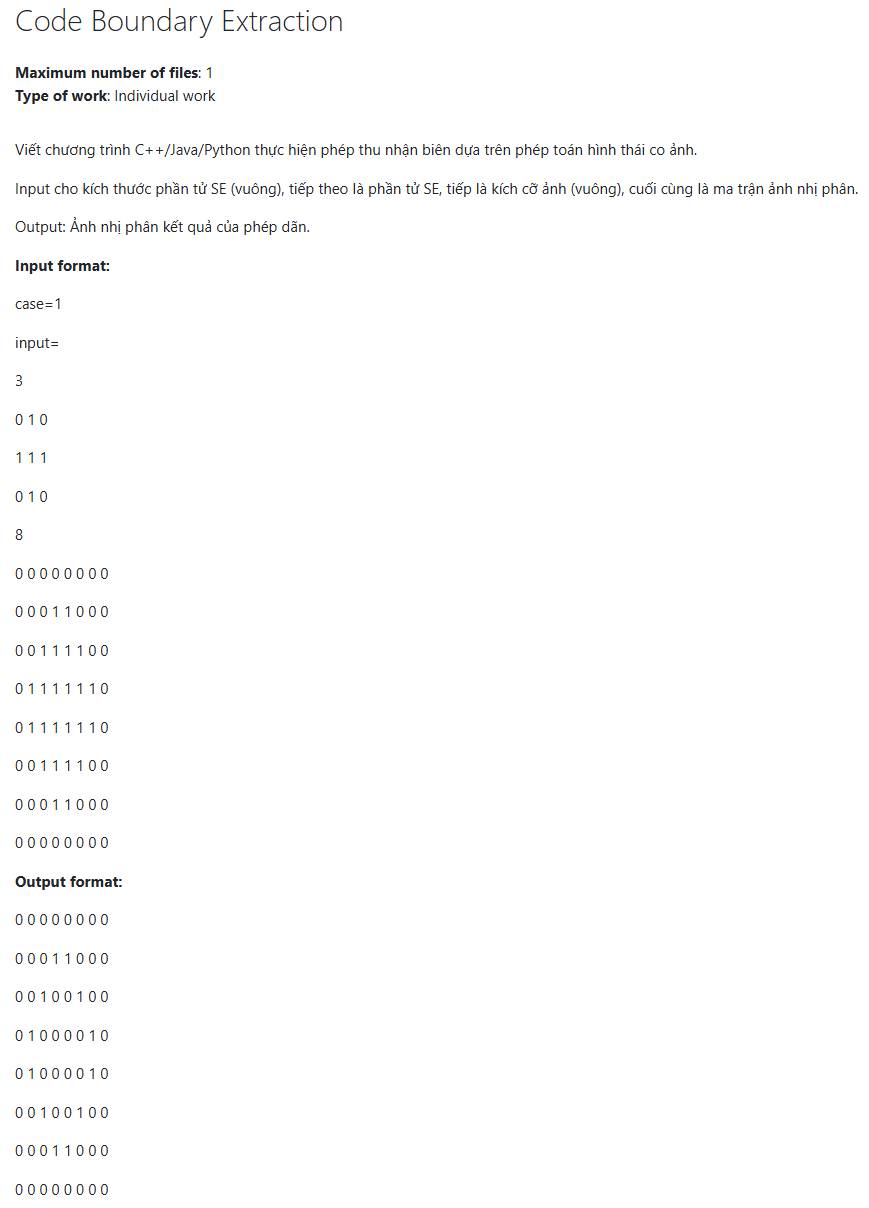 Code Boundary Extraction
Maximum number of files: 1
Type of work: Individual work
Viết chương trình C++/Java/Python thực hiện phép thu nhận biên dựa trên phép toán hình thái co ảnh.
Input cho kích thước phần tử SE (vuông), tiếp theo là phần tử SE, tiếp là kích cỡ ảnh (vuông), cuối cùng là ma trận ảnh nhị phân.
Output: Ảnh nhị phân kết quả của phép dãn.
Input format:
case=1
input=
3
0 1 0
1 1 1
0 1 0
8
0 0 0 0 0 0 0 0
0 0 0 1 1 0 0 0
0 0 1 1 1 1 0 0
0 1 1 1 1 1 1 0
0 1 1 1 1 1 1 0
0 0 1 1 1 1 0 0
0 0 0 1 1 0 0 0
0 0 0 0 0 0 0 0
Output format:
0 0 0 0 0 0 0 0
0 0 0 1 1 0 0 0
0 0 1 0 0 1 0 0
0 1 0 0 0 0 1 0
0 1 0 0 0 0 1 0
0 0 1 0 0 1 0 0
0 0 0 1 1 0 0 0
0 0 0 0 0 0 0 0